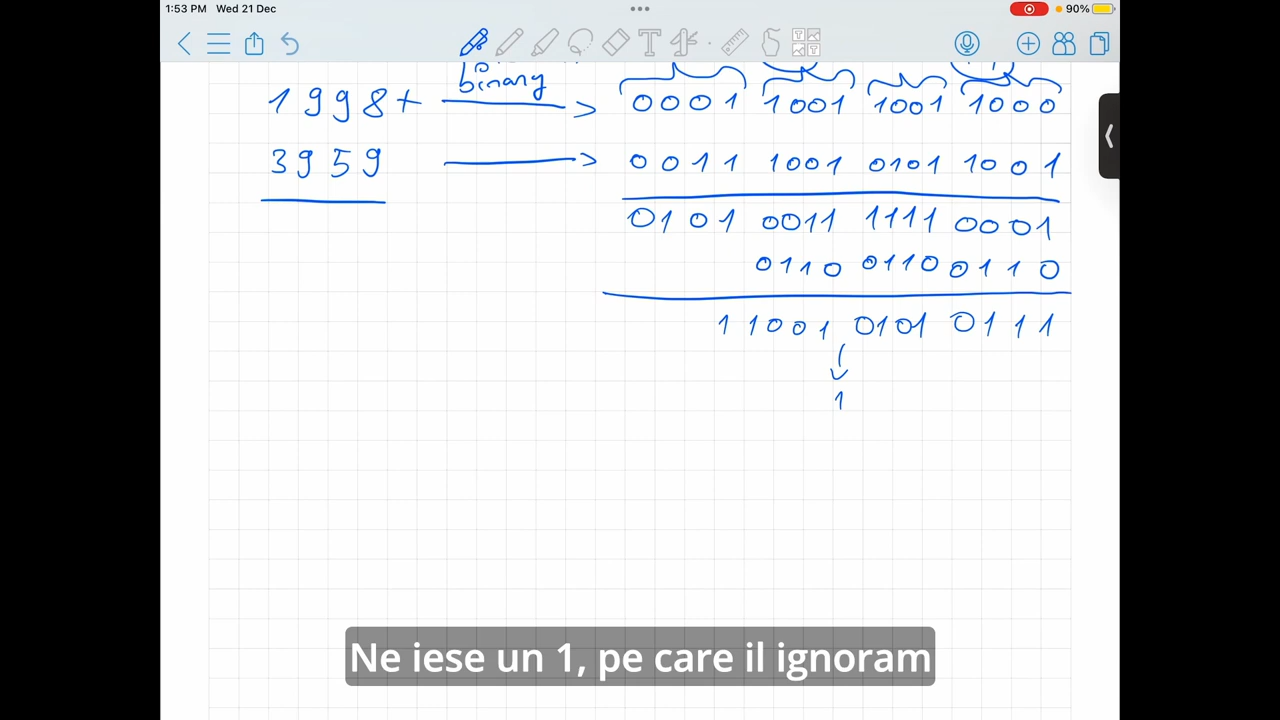 1:53 PM Wed 21 Dec
90%
binary
1998+ 0001 1001 1001 1000
3959 0011 1001 0101 1001
0101 0011 1111 0001
0110 0110 0110
11001 0101 0111
1
Ne iese un 1, pe care il ignoram